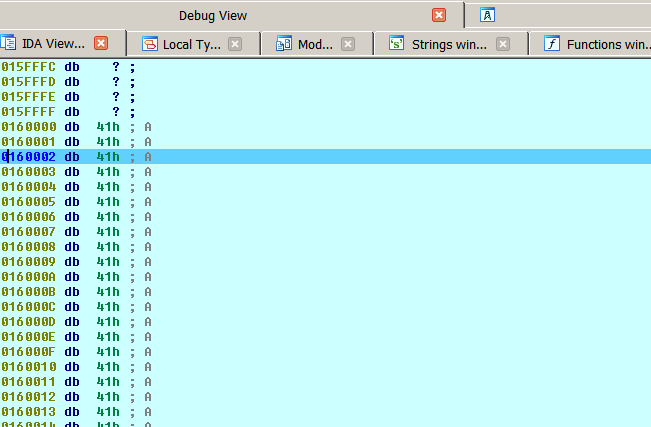 Debug View
IDA View... Local Ty... Mod... Strings win... Functions win...
015FFFC db ? ;
015FFFD db ? ;
015FFFE db ? ;
015FFFF db ? ;
0160000 db 41h ; A
0160001 db 41h ; A
0160002 db 41h ; A
0160003 db 41h ; A
0160004 db 41h ; A
0160005 db 41h ; A
0160006 db 41h ; A
0160007 db 41h ; A
0160008 db 41h ; A
0160009 db 41h ; A
016000A db 41h ; A
016000B db 41h ; A
016000C db 41h ; A
016000D db 41h ; A
016000E db 41h ; A
016000F db 41h ; A
0160010 db 41h ; A
0160011 db 41h ; A
0160012 db 41h ; A
0160013 db 41h ; A
0160014 db 41h ; A